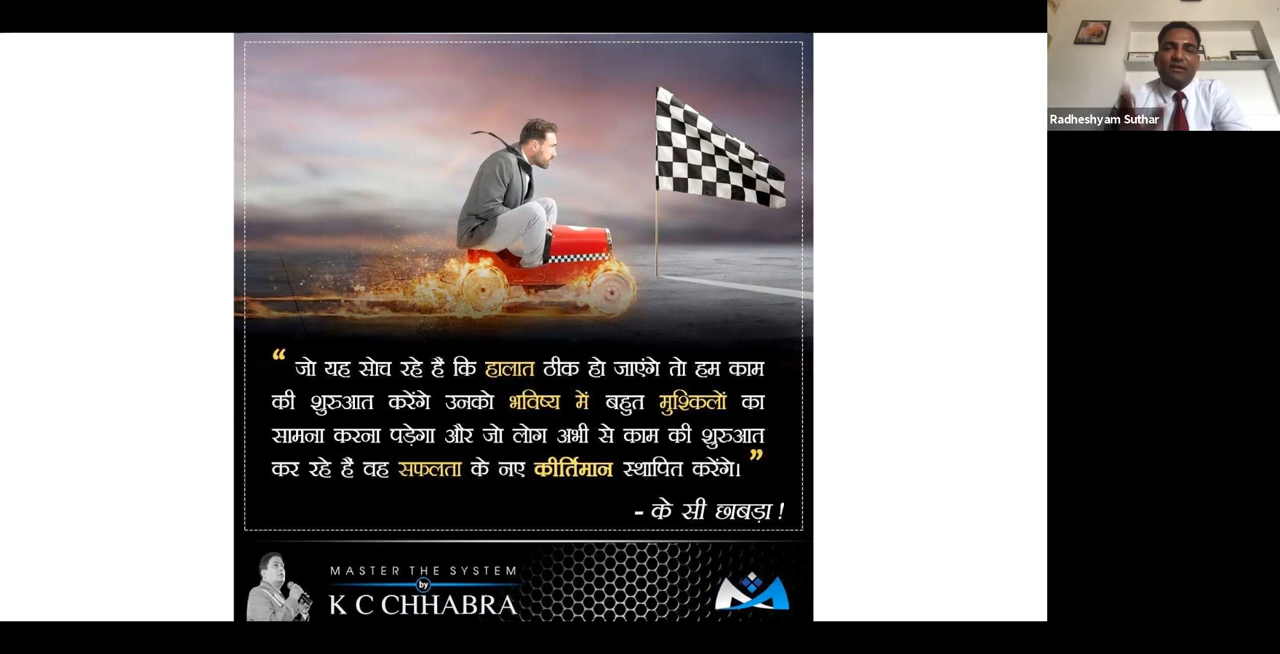 Radheshyam Suthar
“ जो यह सोच रहे हैं कि हालात ठीक हो जाएंगे तो हम काम
की शुरुआत करेंगे उनको भविष्य में बहुत मुश्किलों का
सामना करना पड़ेगा और जो लोग अभी से काम की शुरुआत
कर रहे हैं वह सफलता के नए कीर्तिमान स्थापित करेंगे। ”
- के सी छाबड़ा !
MASTER THE SYSTEM
by
K C CHHABRA